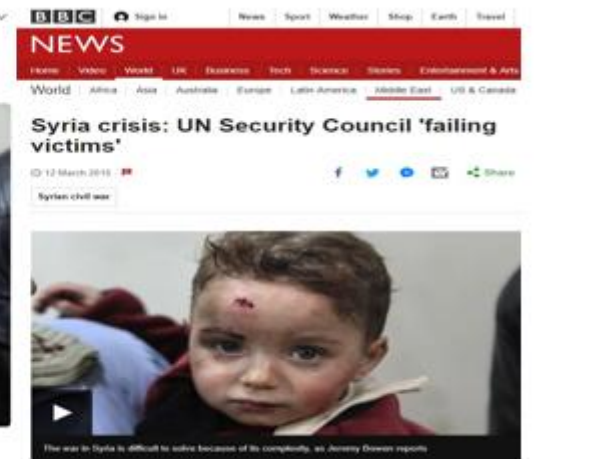 BBC Sign in News Sport Weather Shop Earth Travel
NEWS
Home Video World UK Business Tech Science Stories Entertainment & Arts
World Africa Asia Australia Europe Latin America Middle East US & Canada
Syria crisis: UN Security Council 'failing
victims'
12 March 2015
Share
Syrian civil war
The war in Syria is difficult to solve because of its complexity, as Jeremy Bowen reports